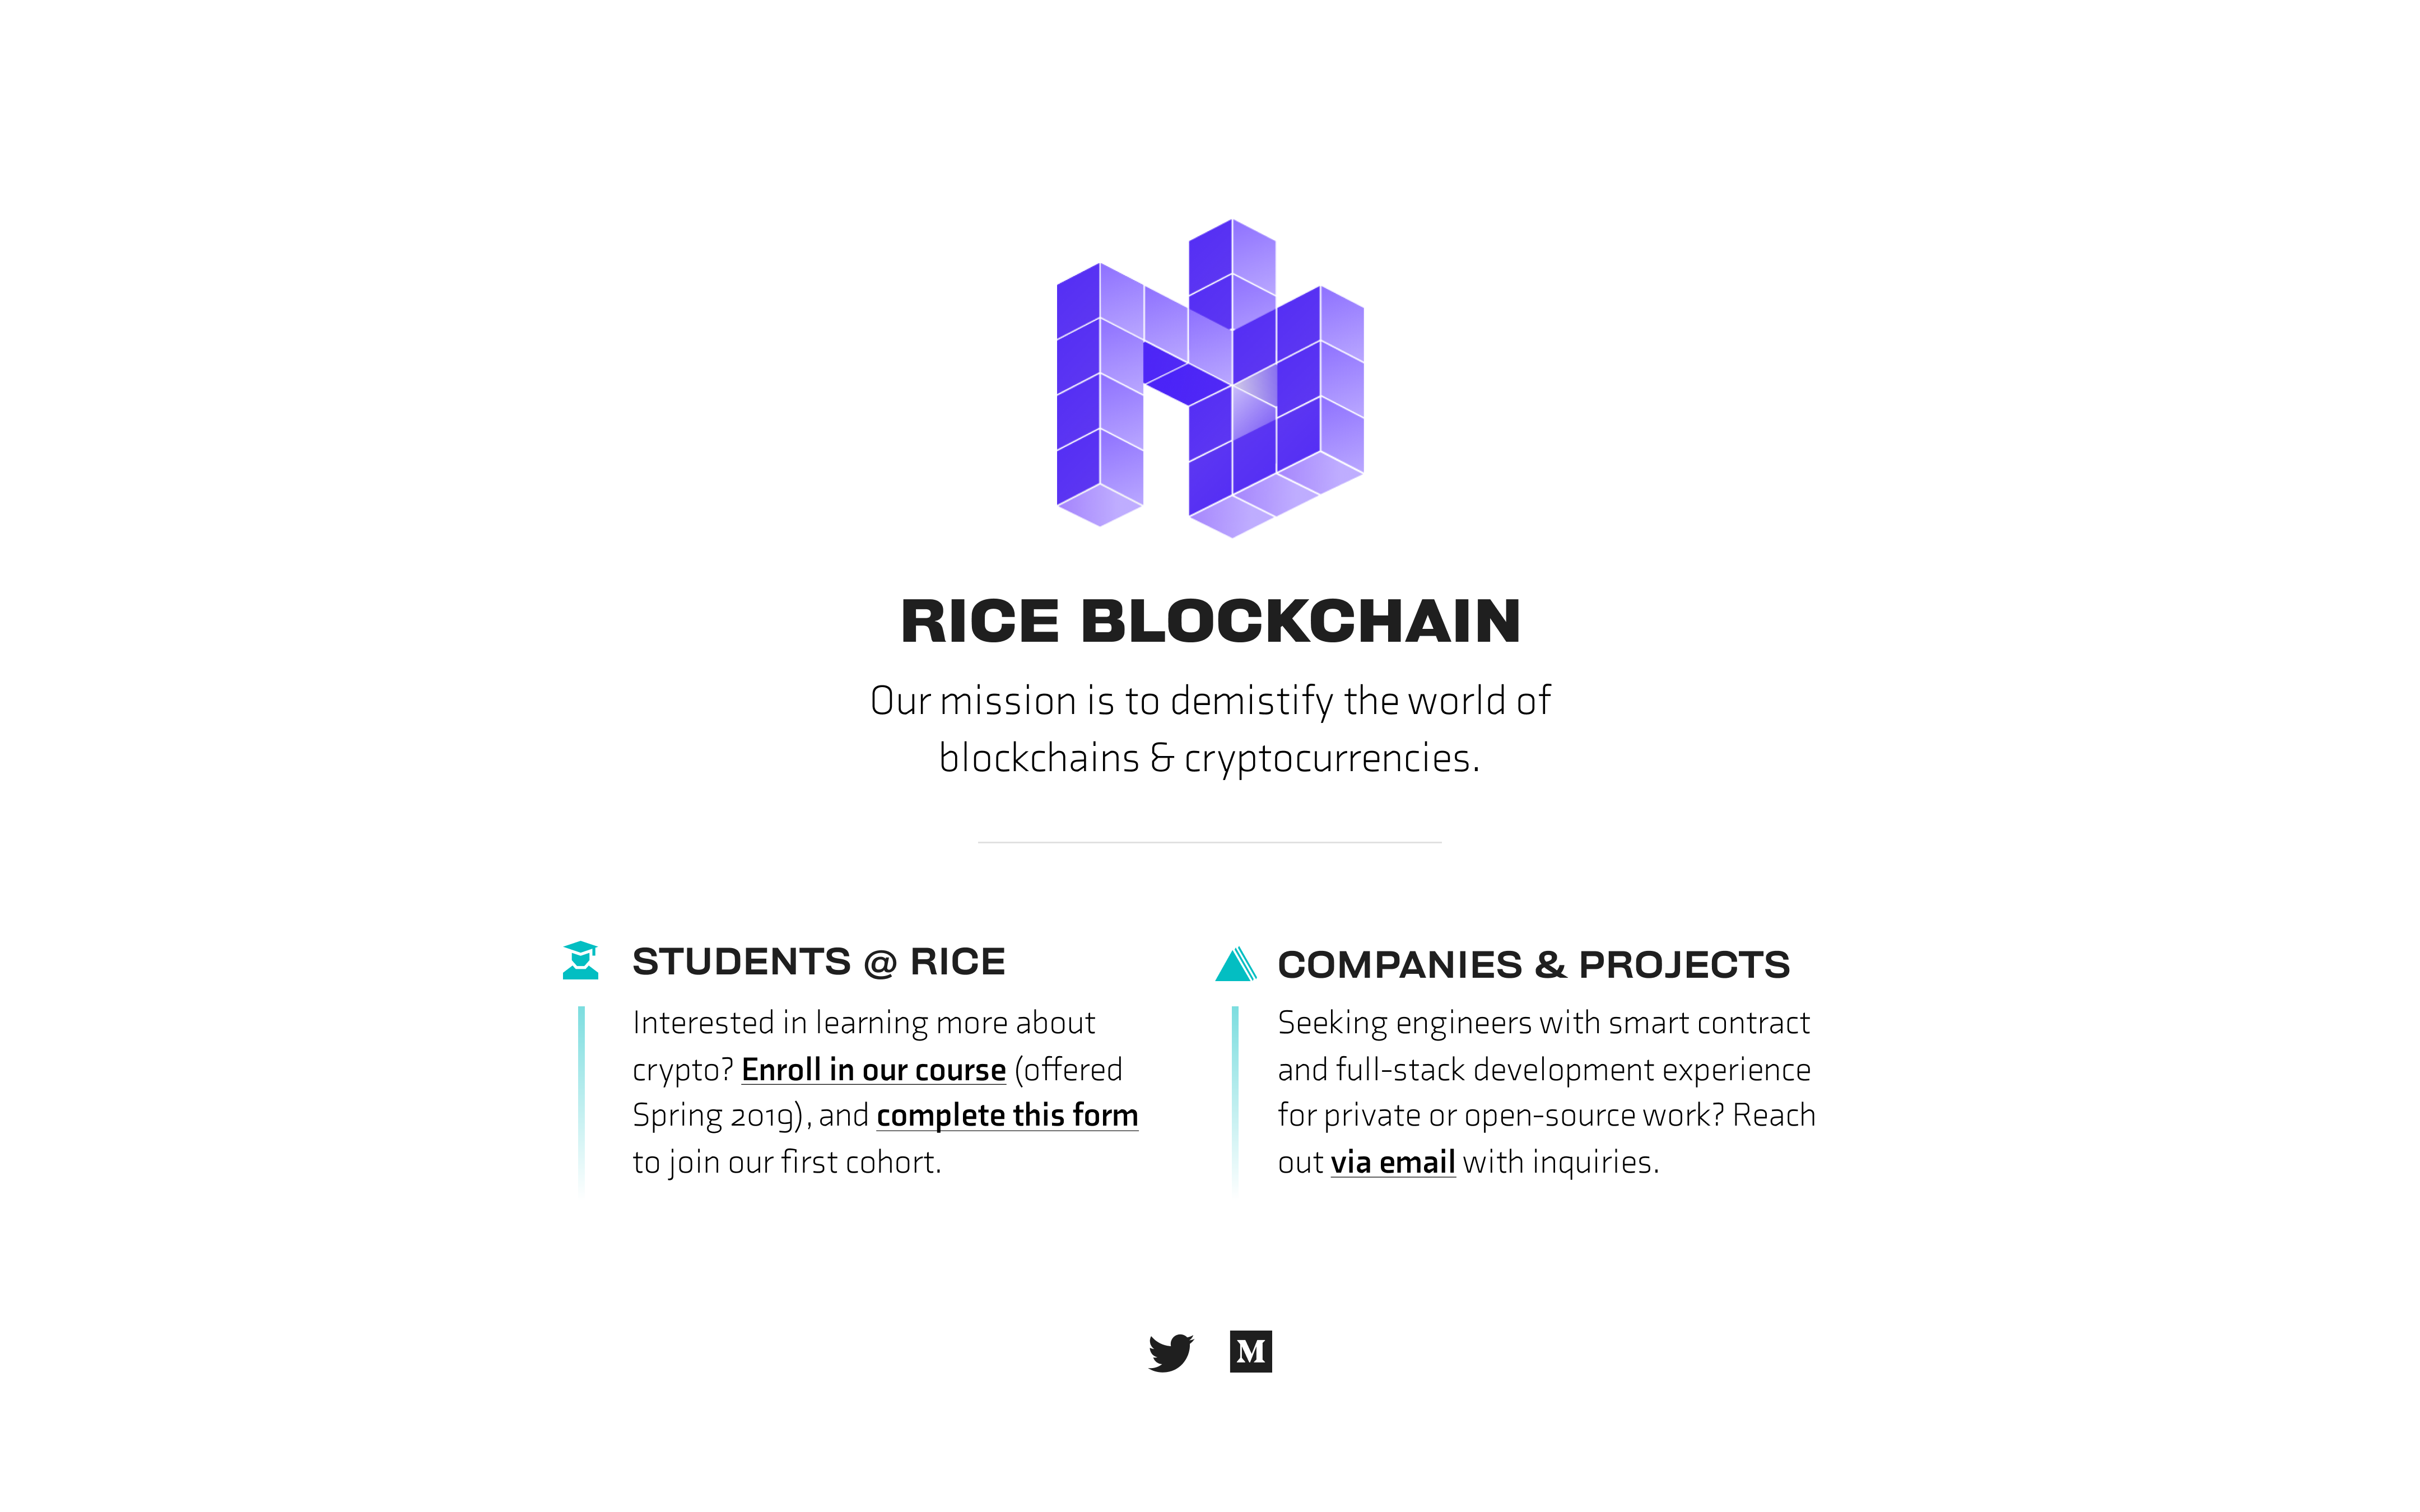 RICE BLOCKCHAIN
Our mission is to demistify the world of
blockchains & cryptocurrencies.
STUDENTS @ RICE
Interested in learning more about
crypto? Enroll in our course (offered
Spring 2019), and complete this form
to join our first cohort.
COMPANIES & PROJECTS
Seeking engineers with smart contract
and full-stack development experience
for private or open-source work? Reach
out via email with inquiries.
M